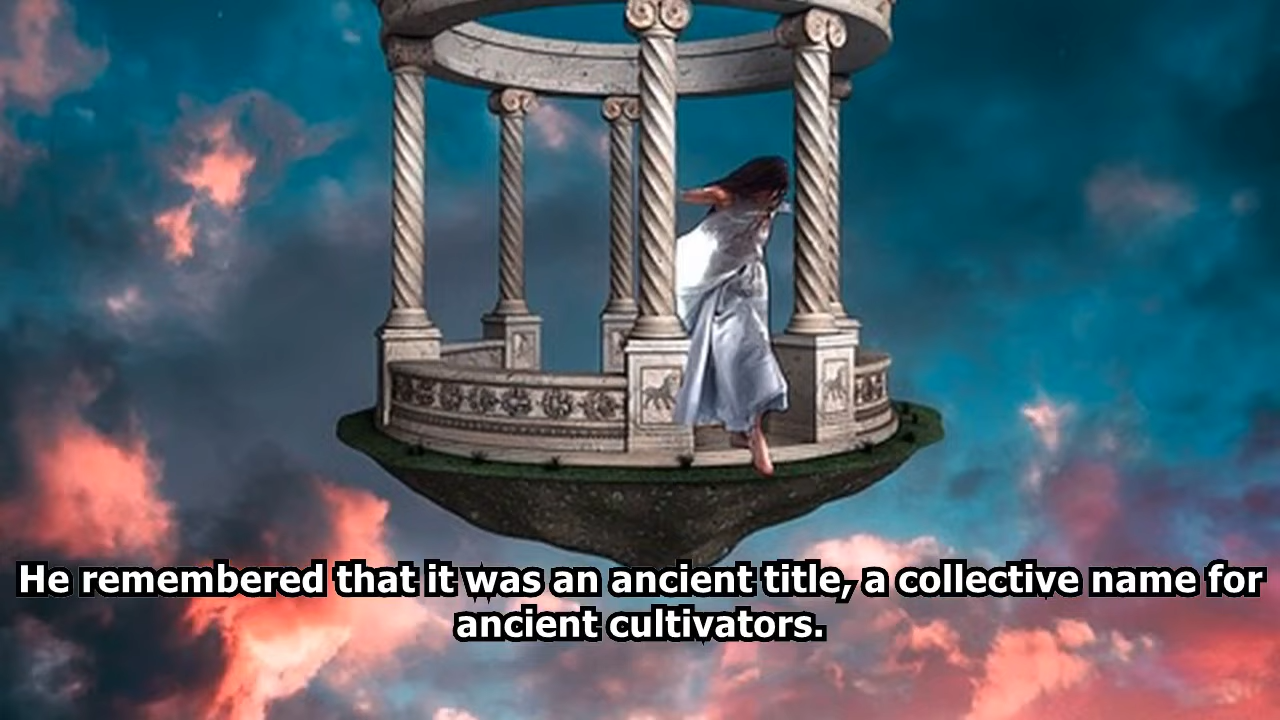 He remembered that it was an ancient title, a collective name for
ancient cultivators.